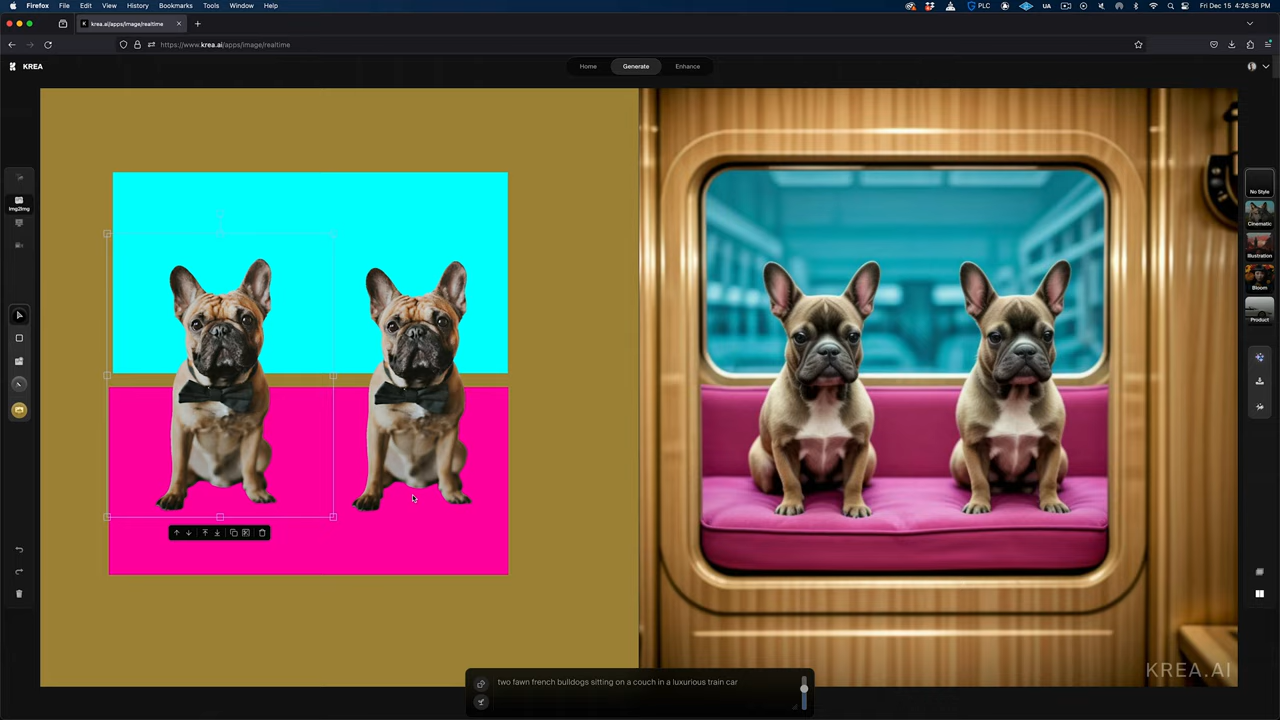 Firefox File Edit View History Bookmarks Tools Window Help
PLC
UA
Fri Dec 15 4:26:36 PM
krea.ai/apps/image/realtime
https://www.krea.ai/apps/image/realtime
KREA
Home Generate Enhance
Img2Img
No Style
Cinematic
Illustration
Bloom
Product
KREA.AI
two fawn french bulldogs sitting on a couch in a luxurious train car